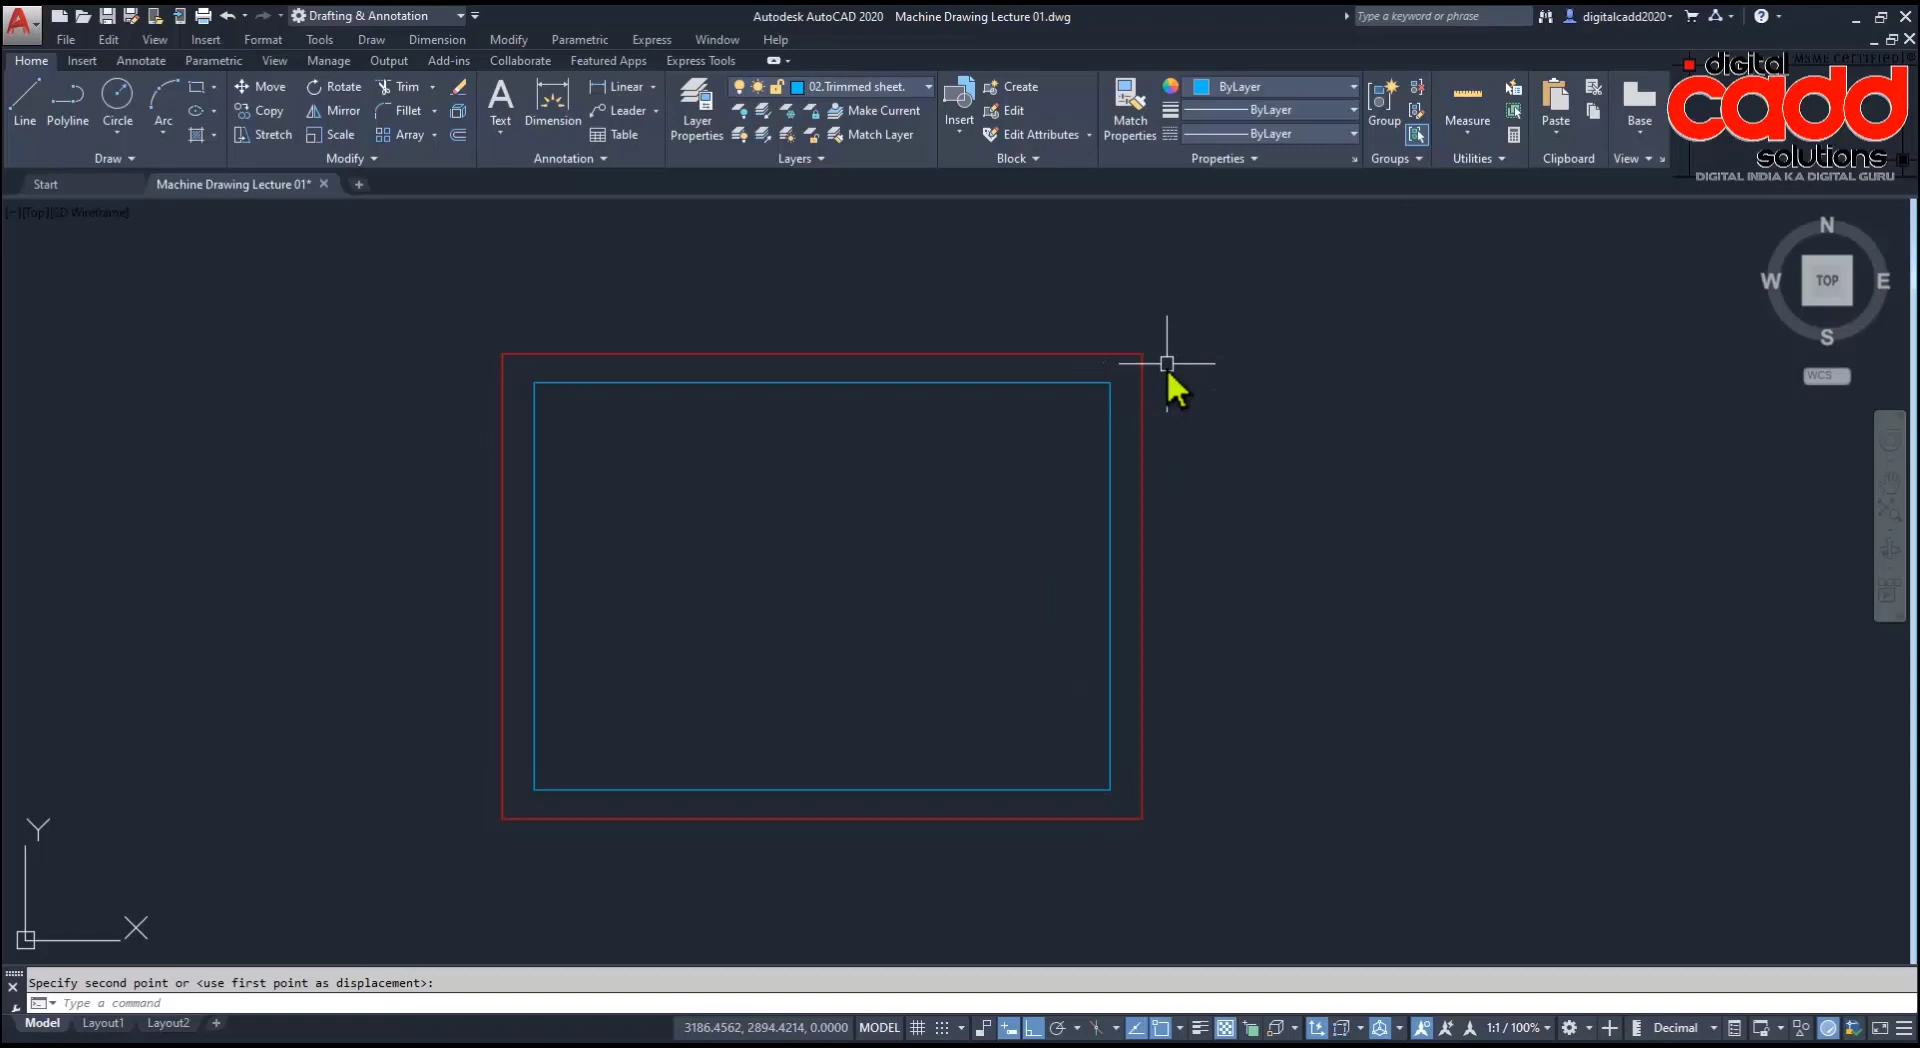 Drafting & Annotation
Autodesk AutoCAD 2020 Machine Drawing Lecture 01.dwg
Type a keyword or phrase
digitalcadd2020
File Edit View Insert Format Tools Draw Dimension Modify Parametric Express Window Help
Home Insert Annotate Parametric View Manage Output Add-ins Collaborate Featured Apps Express Tools
Line Polyline Circle Arc
Move Rotate Trim
Copy Mirror Fillet
Stretch Scale Array
Text Dimension
Linear
Leader
Table
Layer Properties
02.Trimmed sheet.
Make Current
Match Layer
Insert
Create
Edit
Edit Attributes
Match Properties
ByLayer
ByLayer
ByLayer
Group
Measure
Paste
Base
Draw Modify Annotation Layers Block Properties Groups Utilities Clipboard View
digital
MSME certified
cadd
solutions
DIGITAL INDIA KA DIGITAL GURU
Start
Machine Drawing Lecture 01*
[−][Top][2D Wireframe]
N
W TOP E
S
WCS
Y
X
Specify second point or <use first point as displacement>:
Type a command
Model Layout1 Layout2
3186.4562, 2894.4214, 0.0000 MODEL
1:1 / 100%
Decimal